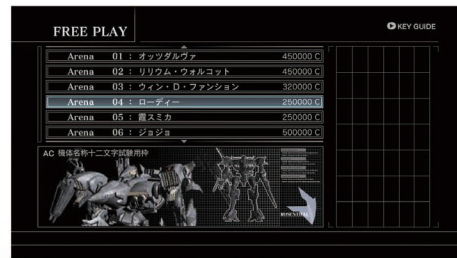 FREE PLAY
KEY GUIDE
Arena 01 : オッツダルヴァ 450000 C
Arena 02 : リリウム・ウォルコット 450000 C
Arena 03 : ウィン・D・ファンション 320000 C
Arena 04 : ローディー 250000 C
Arena 05 : 霞スミカ 250000 C
Arena 06 : ジョジョ 500000 C
AC 機体名称十二文字試験用枠
ROSENTHAL